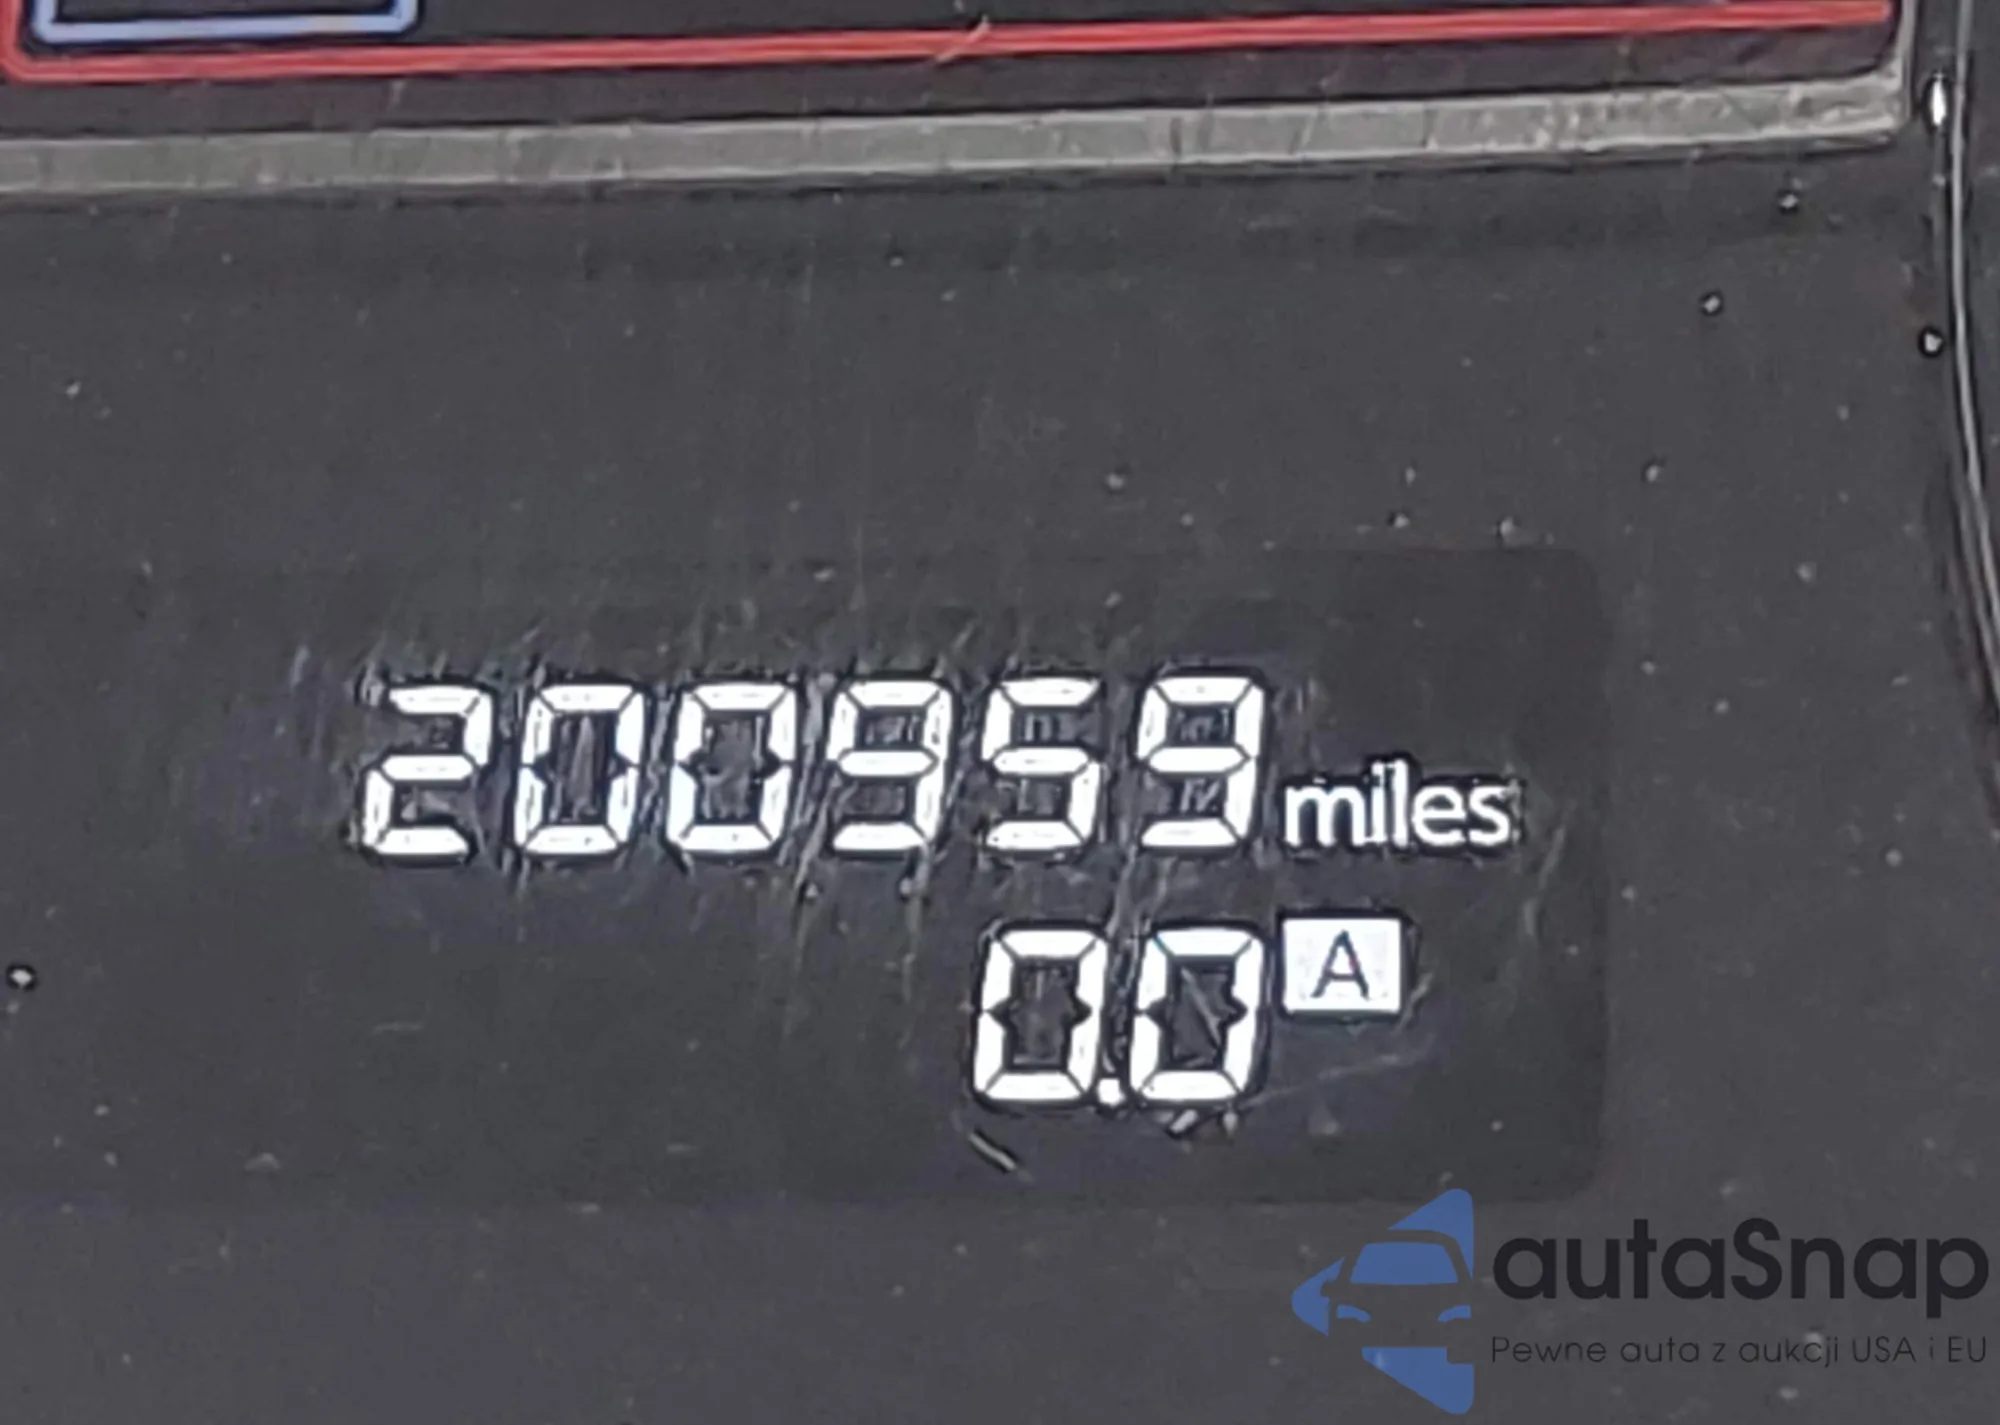 200959 miles
0.0 A
autaSnap
Pewne auta z aukcji USA i EU